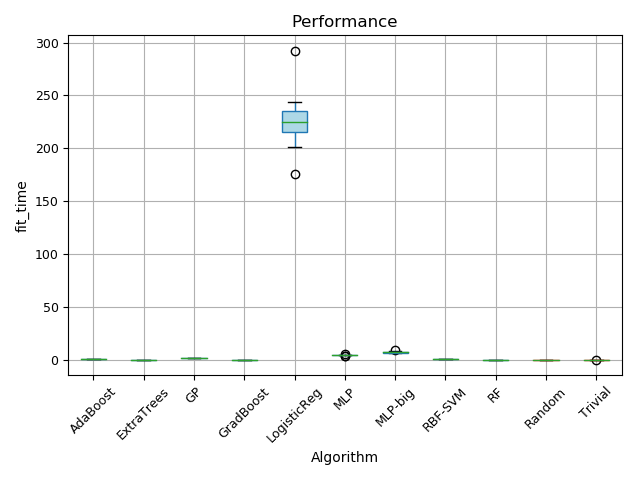 Performance
300
250
200
150
100
50
0
fit_time
AdaBoost
ExtraTrees
GP
GradBoost
LogisticReg
MLP
MLP-big
RBF-SVM
RF
Random
Trivial
Algorithm